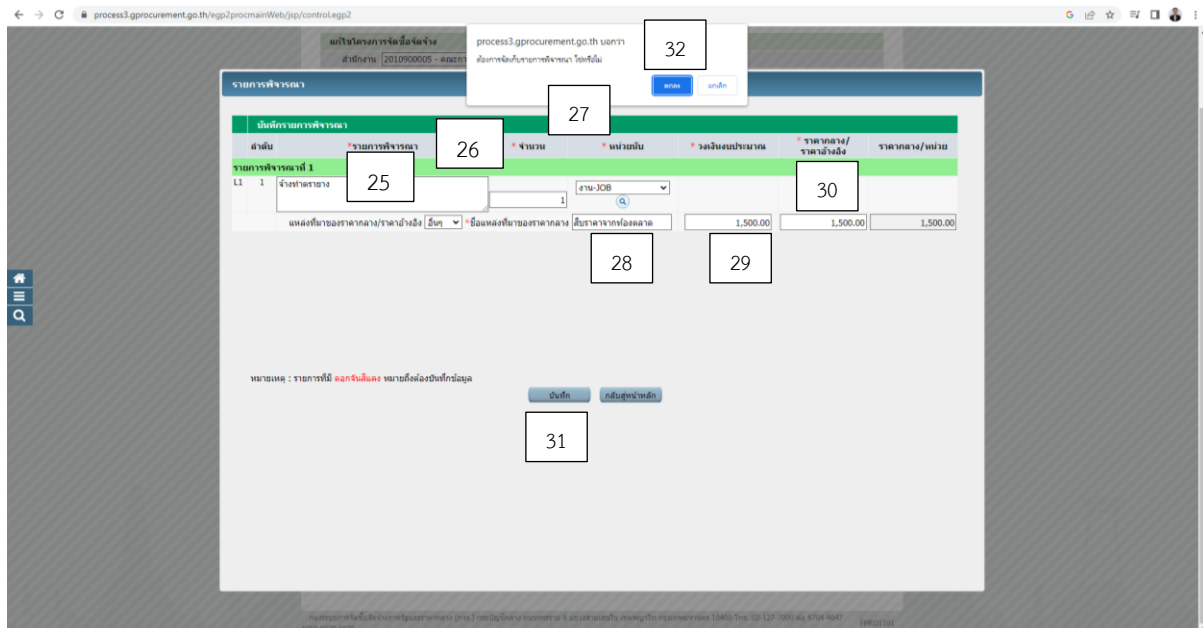 process3.gprocurement.go.th/egp2procmainWeb/jsp/control.egp2
แก้ไขโครงการจัดซื้อจัดจ้าง
สำนักงาน 2010900005 - คณะกา
process3.gprocurement.go.th บอกว่า
ต้องการจัดเก็บรายการพิจารณา ใช่หรือไม่
ตกลง ยกเลิก
32
รายการพิจารณา
27
บันทึกรายการพิจารณา
ลำดับ *รายการพิจารณา 26 * จำนวน * หน่วยนับ * วงเงินงบประมาณ * ราคากลาง/
ราคาอ้างอิง ราคากลาง/หน่วย
รายการพิจารณาที่ 1
L1 1 จ้างทำตรายาง 25 1 งาน-JOB 30
แหล่งที่มาของราคากลาง/ราคาอ้างอิง อื่นๆ *ชื่อแหล่งที่มาของราคากลาง สืบราคาจากท้องตลาด 1,500.00 1,500.00 1,500.00
28 29
หมายเหตุ : รายการที่มี ดอกจันสีแดง หมายถึงต้องบันทึกข้อมูล
บันทึก กลับสู่หน้าหลัก
31